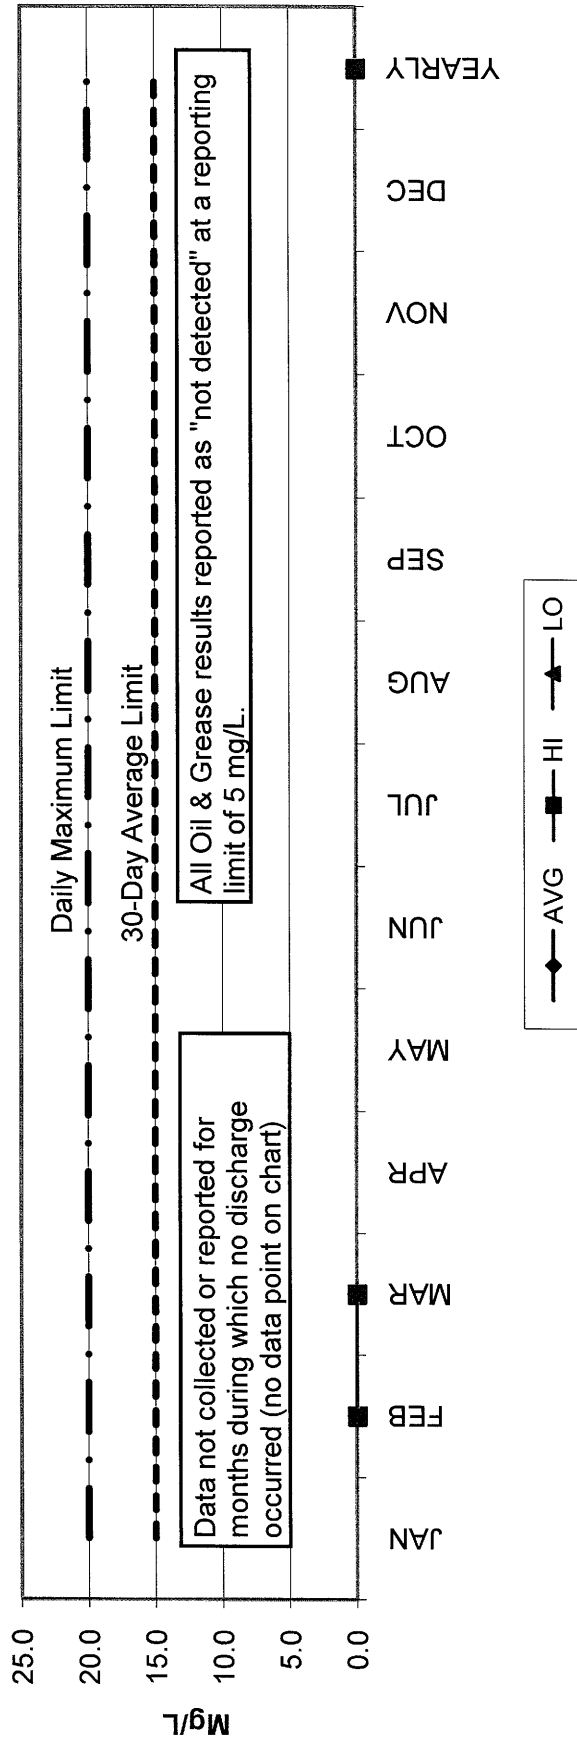 25.0
20.0
15.0
10.0
5.0
0.0
Mg/L
Daily Maximum Limit
30-Day Average Limit
Data not collected or reported for
months during which no discharge
occurred (no data point on chart)
All Oil & Grease results reported as "not detected" at a reporting
limit of 5 mg/L.
JAN
FEB
MAR
APR
MAY
JUN
JUL
AUG
SEP
OCT
NOV
DEC
YEARLY
AVG
HI
LO